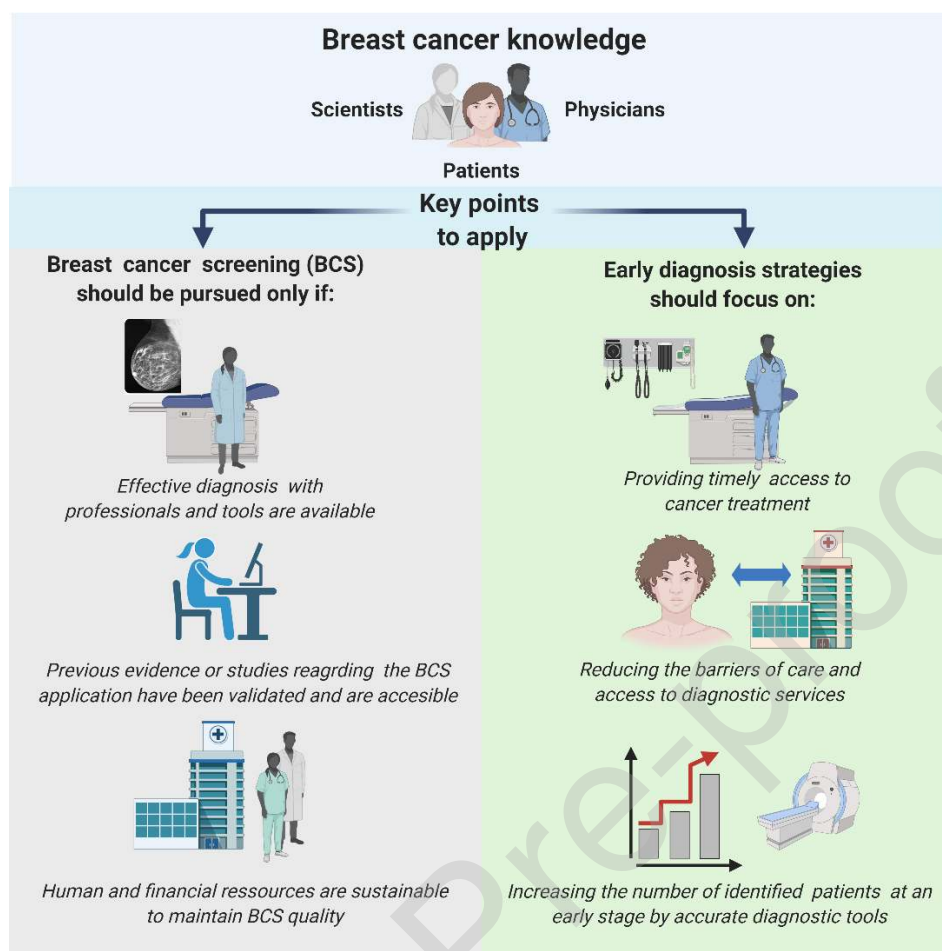 Breast cancer knowledge
Scientists
Physicians
Patients
Key points
to apply
Breast cancer screening (BCS)
should be pursued only if:
Effective diagnosis with
professionals and tools are available
Previous evidence or studies reagrding the BCS
application have been validated and are accesible
Human and financial ressources are sustainable
to maintain BCS quality
Early diagnosis strategies
should focus on:
Providing timely access to
cancer treatment
Reducing the barriers of care and
access to diagnostic services
Increasing the number of identified patients at an
early stage by accurate diagnostic tools
Pre-proof